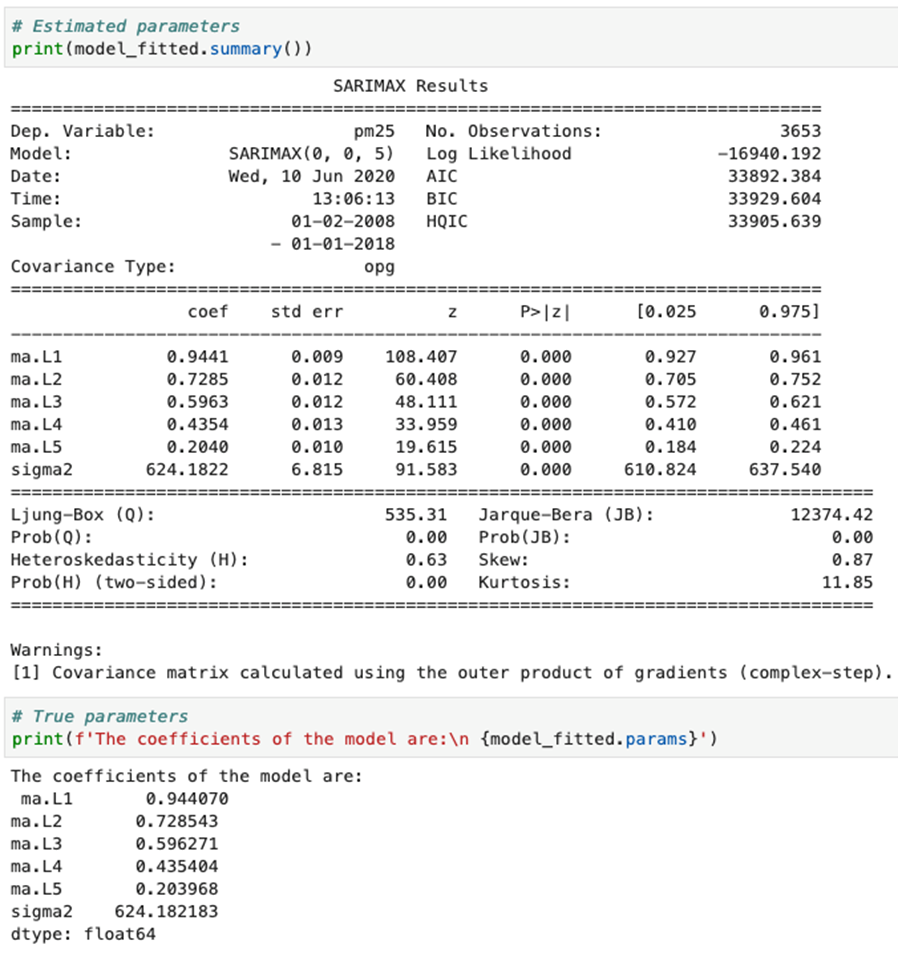 # Estimated parameters
print(model_fitted.summary())
SARIMAX Results
==============================================================================
Dep. Variable: pm25 No. Observations: 3653
Model: SARIMAX(0, 0, 5) Log Likelihood -16940.192
Date: Wed, 10 Jun 2020 AIC 33892.384
Time: 13:06:13 BIC 33929.604
Sample: 01-02-2008 HQIC 33905.639
- 01-01-2018
Covariance Type: opg
==============================================================================
coef std err z P>|z| [0.025 0.975]
------------------------------------------------------------------------------
ma.L1 0.9441 0.009 108.407 0.000 0.927 0.961
ma.L2 0.7285 0.012 60.408 0.000 0.705 0.752
ma.L3 0.5963 0.012 48.111 0.000 0.572 0.621
ma.L4 0.4354 0.013 33.959 0.000 0.410 0.461
ma.L5 0.2040 0.010 19.615 0.000 0.184 0.224
sigma2 624.1822 6.815 91.583 0.000 610.824 637.540
===================================================================================
Ljung-Box (Q): 535.31 Jarque-Bera (JB): 12374.42
Prob(Q): 0.00 Prob(JB): 0.00
Heteroskedasticity (H): 0.63 Skew: 0.87
Prob(H) (two-sided): 0.00 Kurtosis: 11.85
===================================================================================
Warnings:
[1] Covariance matrix calculated using the outer product of gradients (complex-step).
# True parameters
print(f'The coefficients of the model are:\n {model_fitted.params}')
The coefficients of the model are:
ma.L1 0.944070
ma.L2 0.728543
ma.L3 0.596271
ma.L4 0.435404
ma.L5 0.203968
sigma2 624.182183
dtype: float64